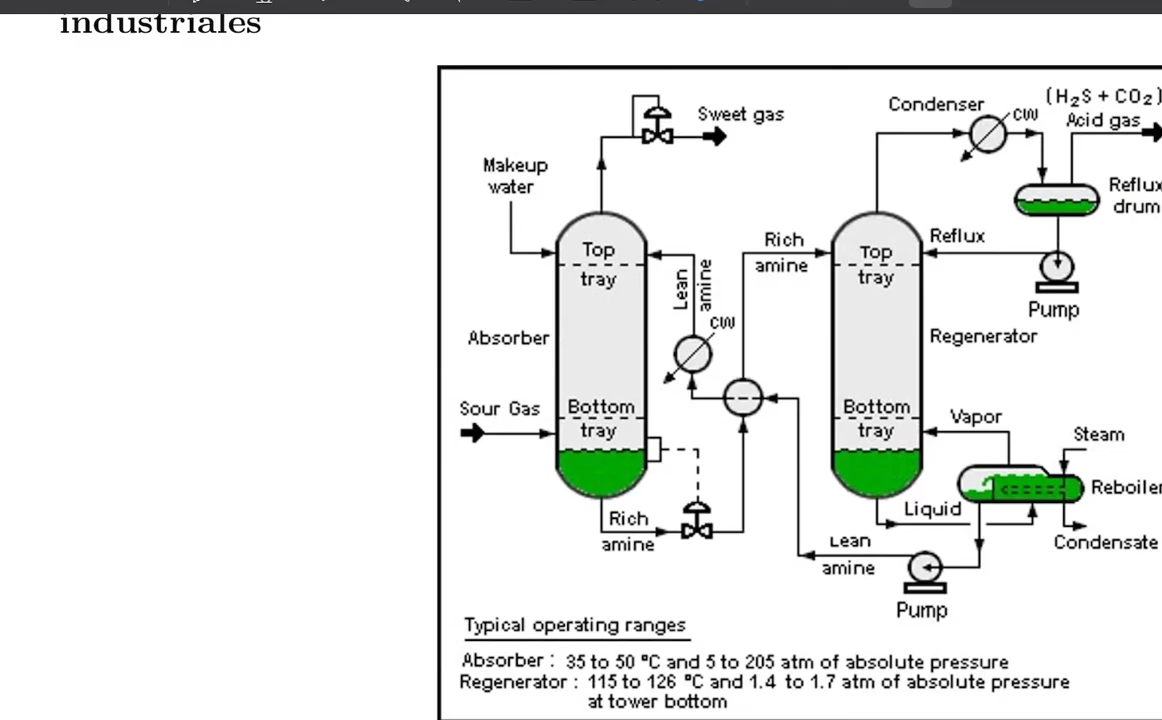 industriales
(H₂S + CO₂)
Condenser
CW
Acid gas
Sweet gas
Makeup
water
Reflux
drum
Top
tray
Lean
amine
Rich
amine
Top
tray
Reflux
Pump
CW
Absorber
Regenerator
Sour Gas
Bottom
tray
Bottom
tray
Vapor
Steam
Reboiler
Liquid
Rich
amine
Lean
amine
Condensate
Pump
Typical operating ranges
Absorber : 35 to 50 °C and 5 to 205 atm of absolute pressure
Regenerator : 115 to 126 °C and 1.4 to 1.7 atm of absolute pressure
at tower bottom